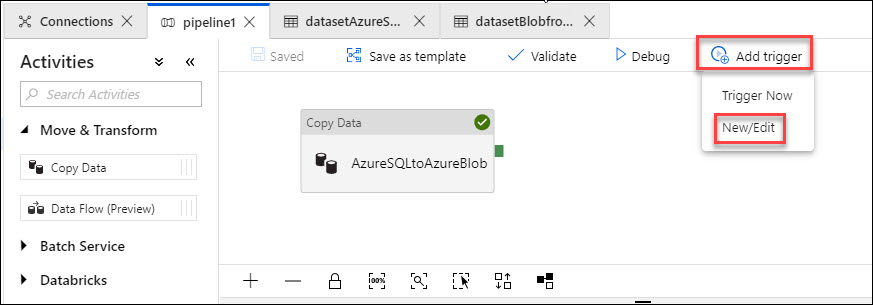 Connections
pipeline1
datasetAzureS...
datasetBlobfro...
Activities
Saved
Save as template
Validate
Debug
Add trigger
Search Activities
Trigger Now
New/Edit
Move & Transform
Copy Data
Copy Data
AzureSQLtoAzureBlob
Data Flow (Preview)
Batch Service
Databricks
100%